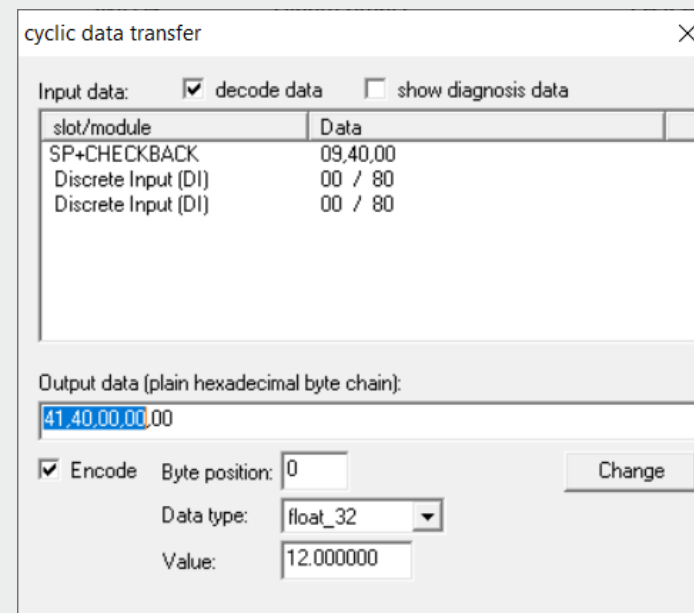 cyclic data transfer
Input data: decode data show diagnosis data
slot/module Data
SP+CHECKBACK 09,40,00
Discrete Input (DI) 00 / 80
Discrete Input (DI) 00 / 80
Output data (plain hexadecimal byte chain):
41,40,00,00,00
Encode Byte position: 0 Change
Data type: float_32
Value: 12.000000